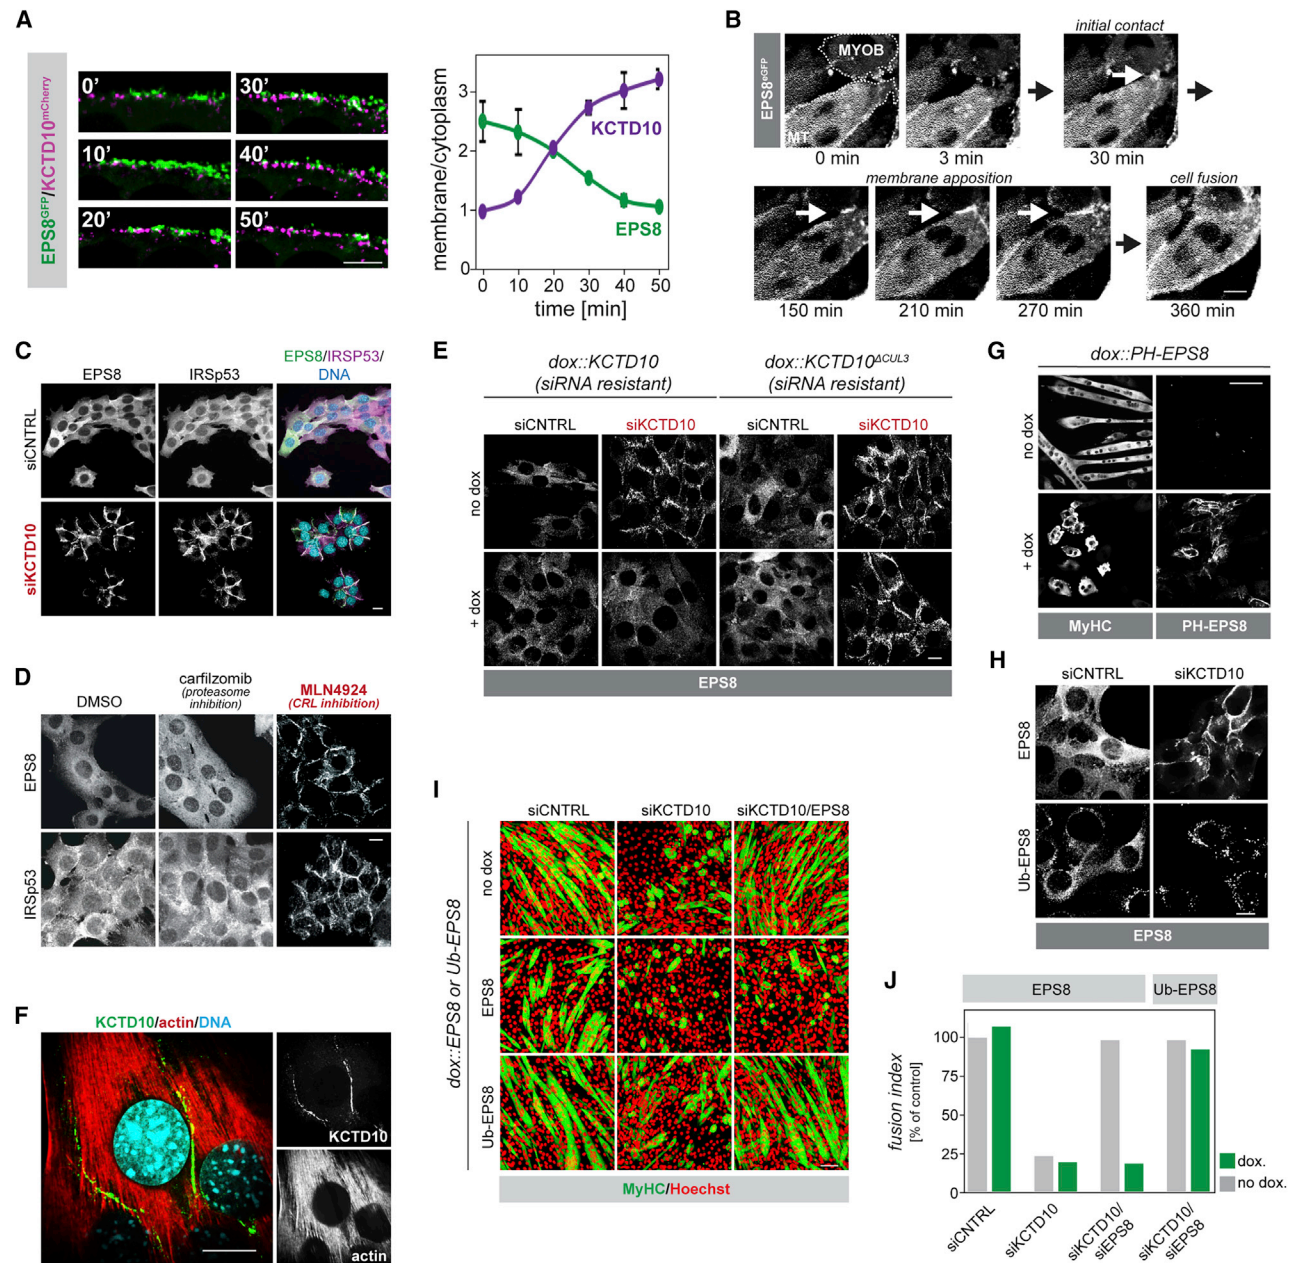 A
EPS8GFP/KCTD10mCherry
0’
30’
10’
40’
20’
50’
membrane/cytoplasm
3
2
1
0
KCTD10
EPS8
0 10 20 30 40 50
time [min]
B
EPS8eGFP
MYOB
MT
initial contact
0 min
3 min
30 min
membrane apposition
cell fusion
150 min
210 min
270 min
360 min
C
EPS8
IRSp53
EPS8/IRSP53/
DNA
siCNTRL
siKCTD10
D
DMSO
carfilzomib
(proteasome
inhibition)
MLN4924
(CRL inhibition)
EPS8
IRSp53
E
dox::KCTD10
(siRNA resistant)
dox::KCTD10ΔCUL3
(siRNA resistant)
siCNTRL
siKCTD10
siCNTRL
siKCTD10
no dox
+ dox
EPS8
F
KCTD10/actin/DNA
KCTD10
actin
G
dox::PH-EPS8
no dox
+ dox
MyHC
PH-EPS8
H
siCNTRL
siKCTD10
EPS8
Ub-EPS8
EPS8
I
siCNTRL
siKCTD10
siKCTD10/EPS8
dox::EPS8 or Ub-EPS8
no dox
EPS8
Ub-EPS8
MyHC/Hoechst
J
EPS8
Ub-EPS8
fusion index
[% of control]
100
75
50
25
0
dox.
no dox.
siCNTRL
siKCTD10
siKCTD10/
siEPS8
siKCTD10/
siEPS8